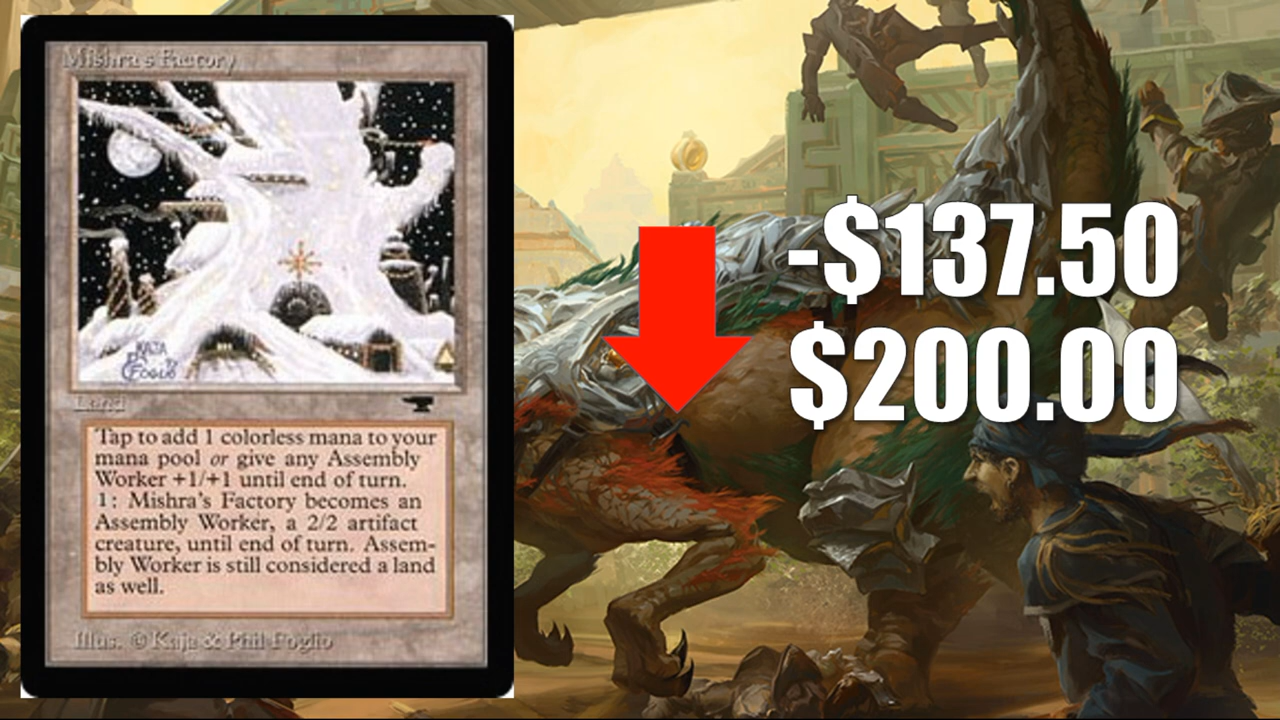 Mishra's Factory
KAJA
FOGLIO
Land
Tap to add 1 colorless mana to your
mana pool or give any Assembly
Worker +1/+1 until end of turn.
1: Mishra's Factory becomes an
Assembly Worker, a 2/2 artifact
creature, until end of turn. Assem-
bly Worker is still considered a land
as well.
Illus. © Kaja & Phil Foglio
-$137.50
$200.00